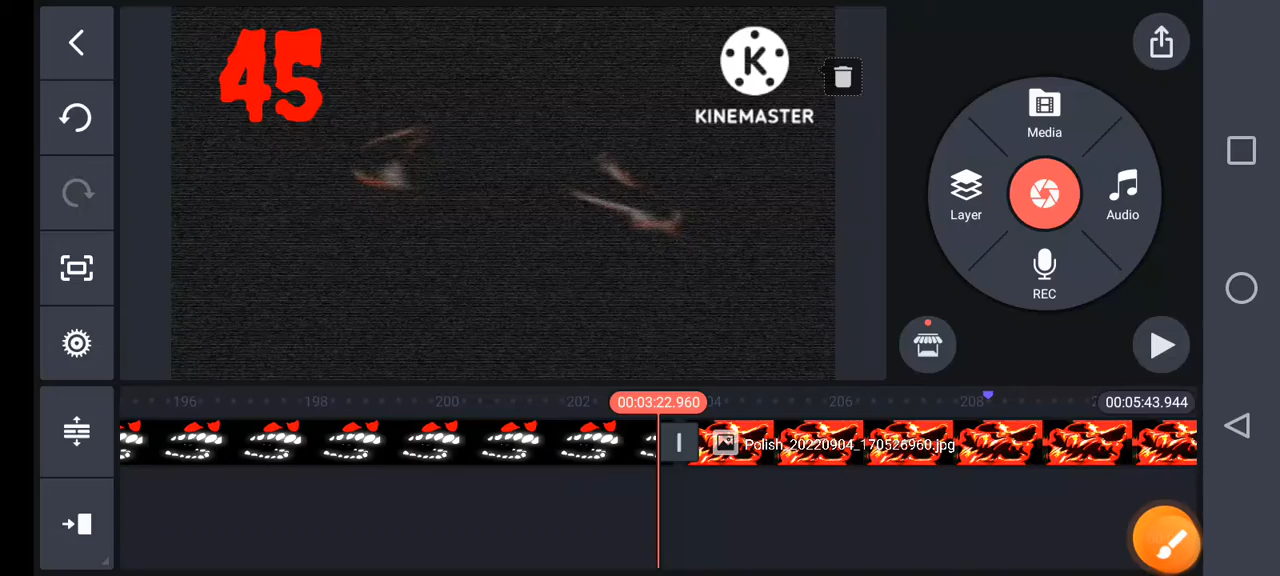 45
K
KINEMASTER
Media
Layer
Audio
REC
196
198
200
202
00:03:22.960
04
206
208
00:05:43.944
Polish_20220904_170526960.jpg